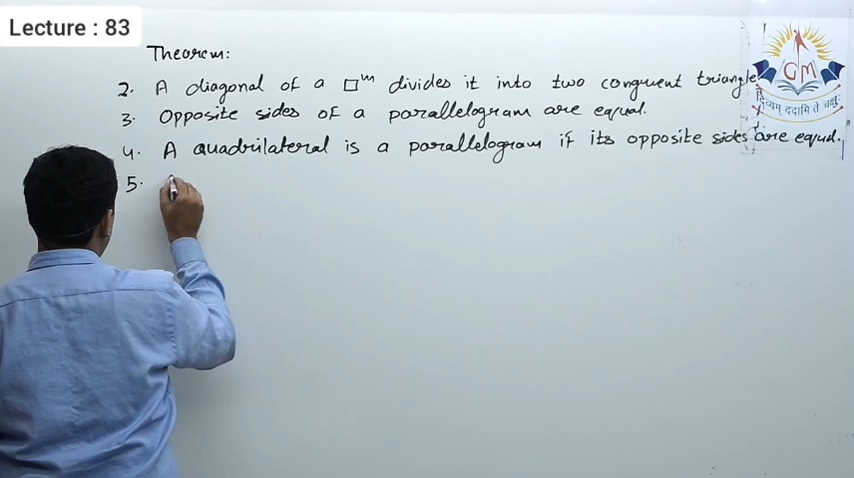 Lecture : 83
Theorem:
2. A diagonal of a □ᵐ divides it into two congruent triangle
3. Opposite sides of a parallelogram are equal.
4. A quadrilateral is a parallelogram if its opposite sides are equal.
5.
GM
दिव्यम् ददामि ते चक्षुः